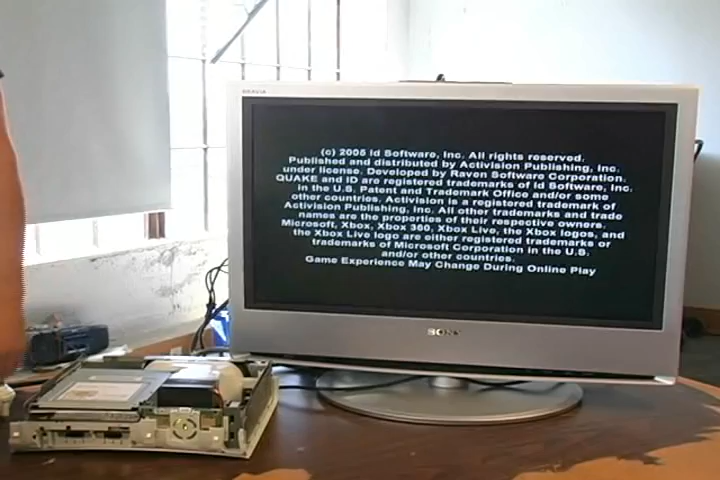 BRAVIA
(c) 2005 Id Software, Inc. All rights reserved.
Published and distributed by Activision Publishing, Inc.
under license. Developed by Raven Software Corporation.
QUAKE and ID are registered trademarks of Id Software, Inc.
in the U.S. Patent and Trademark Office and/or some
other countries. Activision is a registered trademark of
Activision Publishing, Inc. All other trademarks and trade
names are the properties of their respective owners.
Microsoft, Xbox, Xbox 360, Xbox Live, the Xbox logos, and
the Xbox Live logo are either registered trademarks or
trademarks of Microsoft Corporation in the U.S.
and/or other countries.
Game Experience May Change During Online Play
SONY